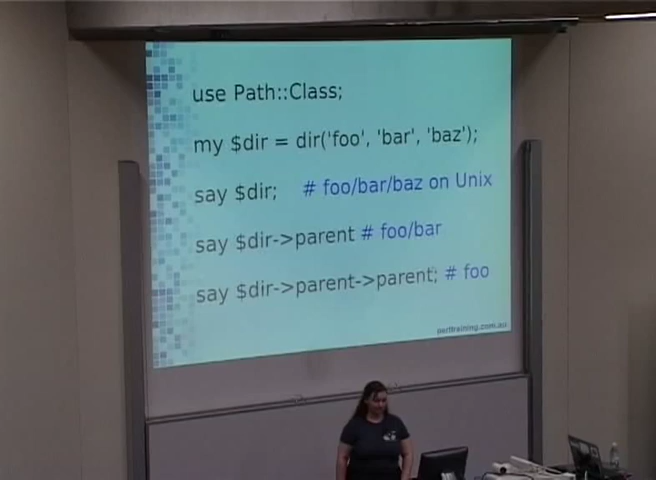 use Path::Class;
my $dir = dir('foo', 'bar', 'baz');
say $dir; # foo/bar/baz on Unix
say $dir->parent # foo/bar
say $dir->parent->parent; # foo
perltraining.com.au